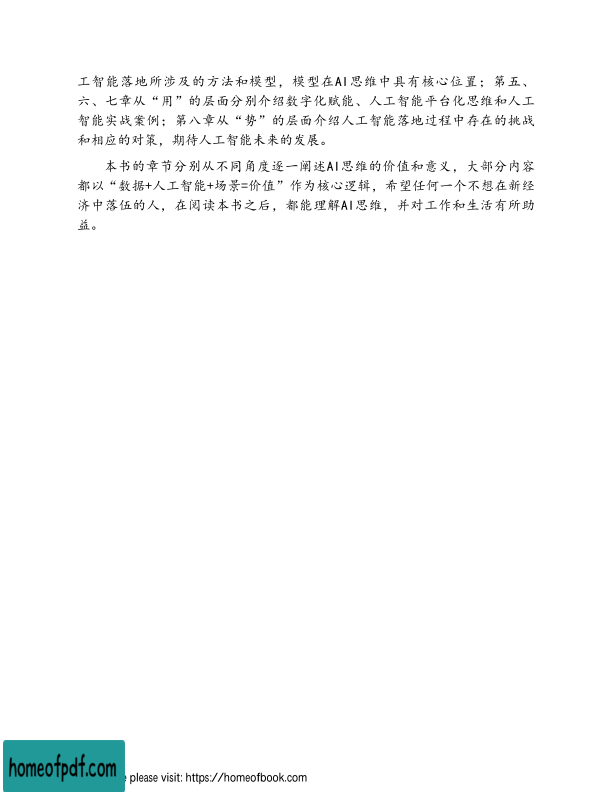 工智能落地所涉及的方法和模型，模型在AI思维中具有核心位置；第五、
六、七章从“用”的层面分别介绍数字化赋能、人工智能平台化思维和人工
智能实战案例；第八章从“势”的层面介绍人工智能落地过程中存在的挑战
和相应的对策，期待人工智能未来的发展。
本书的章节分别从不同角度逐一阐述AI思维的价值和意义，大部分内容
都以“数据+人工智能+场景=价值”作为核心逻辑，希望任何一个不想在新经
济中落伍的人，在阅读本书之后，都能理解AI思维，并对工作和生活有所助
益。
homeofpdf.com
please visit: https://homeofbook.com